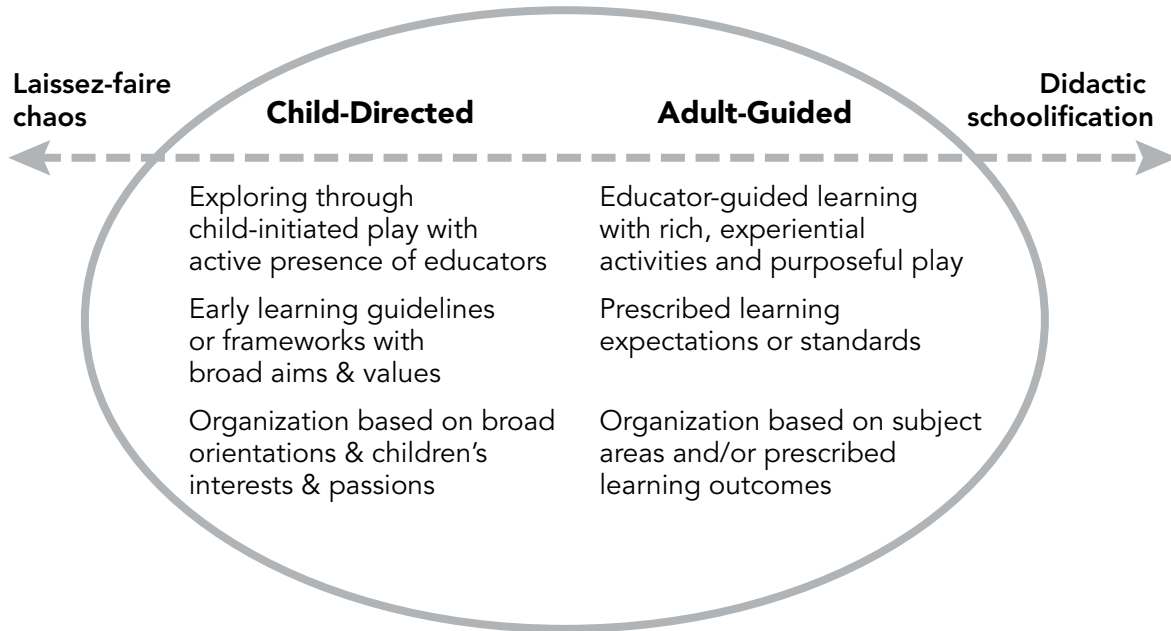 Laissez-faire
chaos
Child-Directed
Adult-Guided
Didactic
schoolification
Exploring through
child-initiated play with
active presence of educators
Educator-guided learning
with rich, experiential
activities and purposeful play
Early learning guidelines
or frameworks with
broad aims & values
Prescribed learning
expectations or standards
Organization based on broad
orientations & children's
interests & passions
Organization based on subject
areas and/or prescribed
learning outcomes